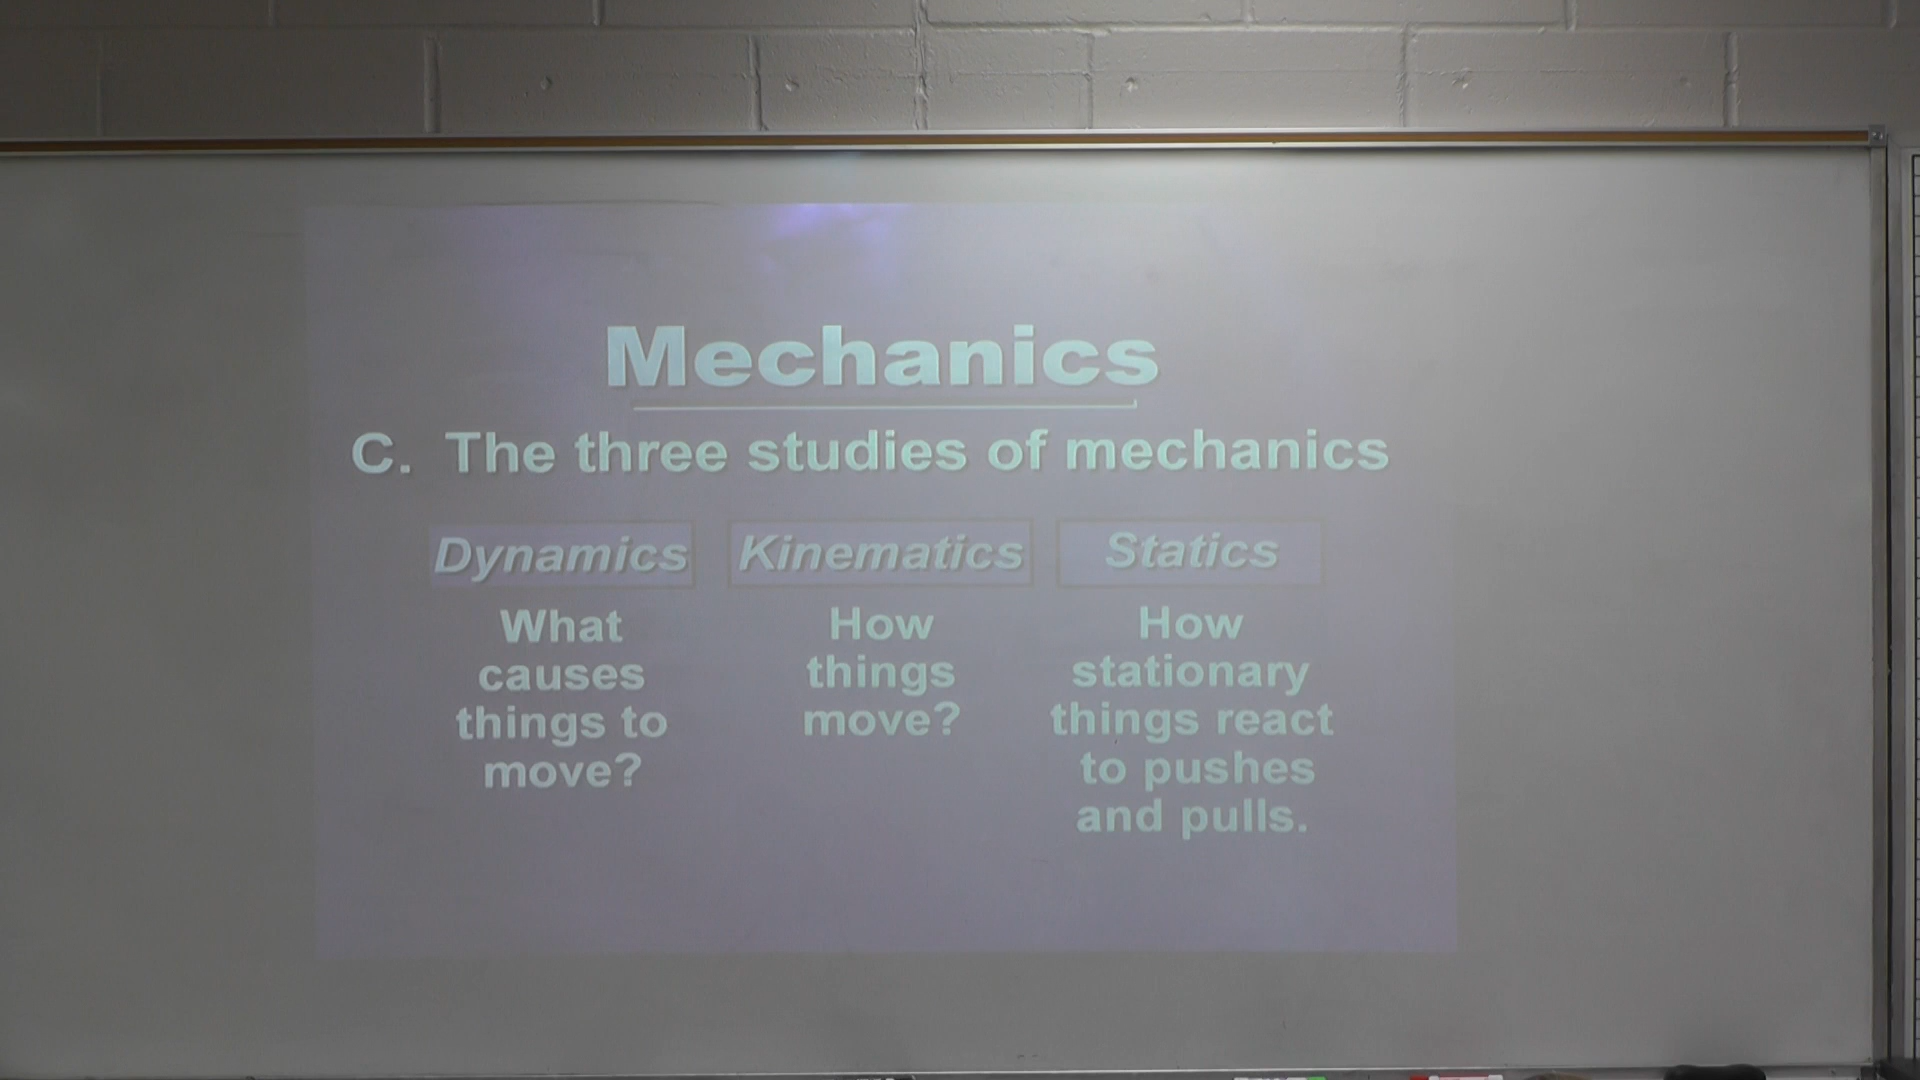 Mechanics
C. The three studies of mechanics
Dynamics
What
causes
things to
move?
Kinematics
How
things
move?
Statics
How
stationary
things react
to pushes
and pulls.